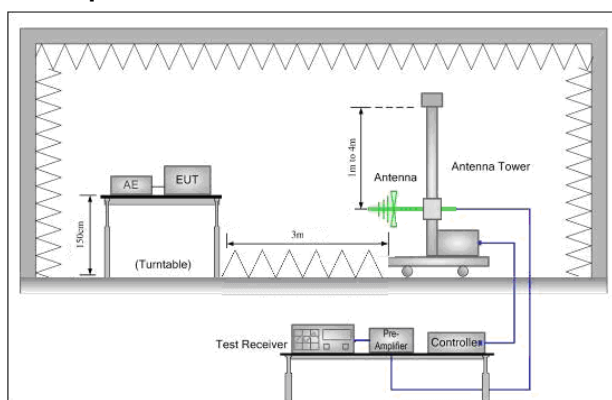 AE
EUT
150cm
(Turntable)
3m
1m to 4m
Antenna
Antenna Tower
Test Receiver
Pre-
Amplifier
Controller